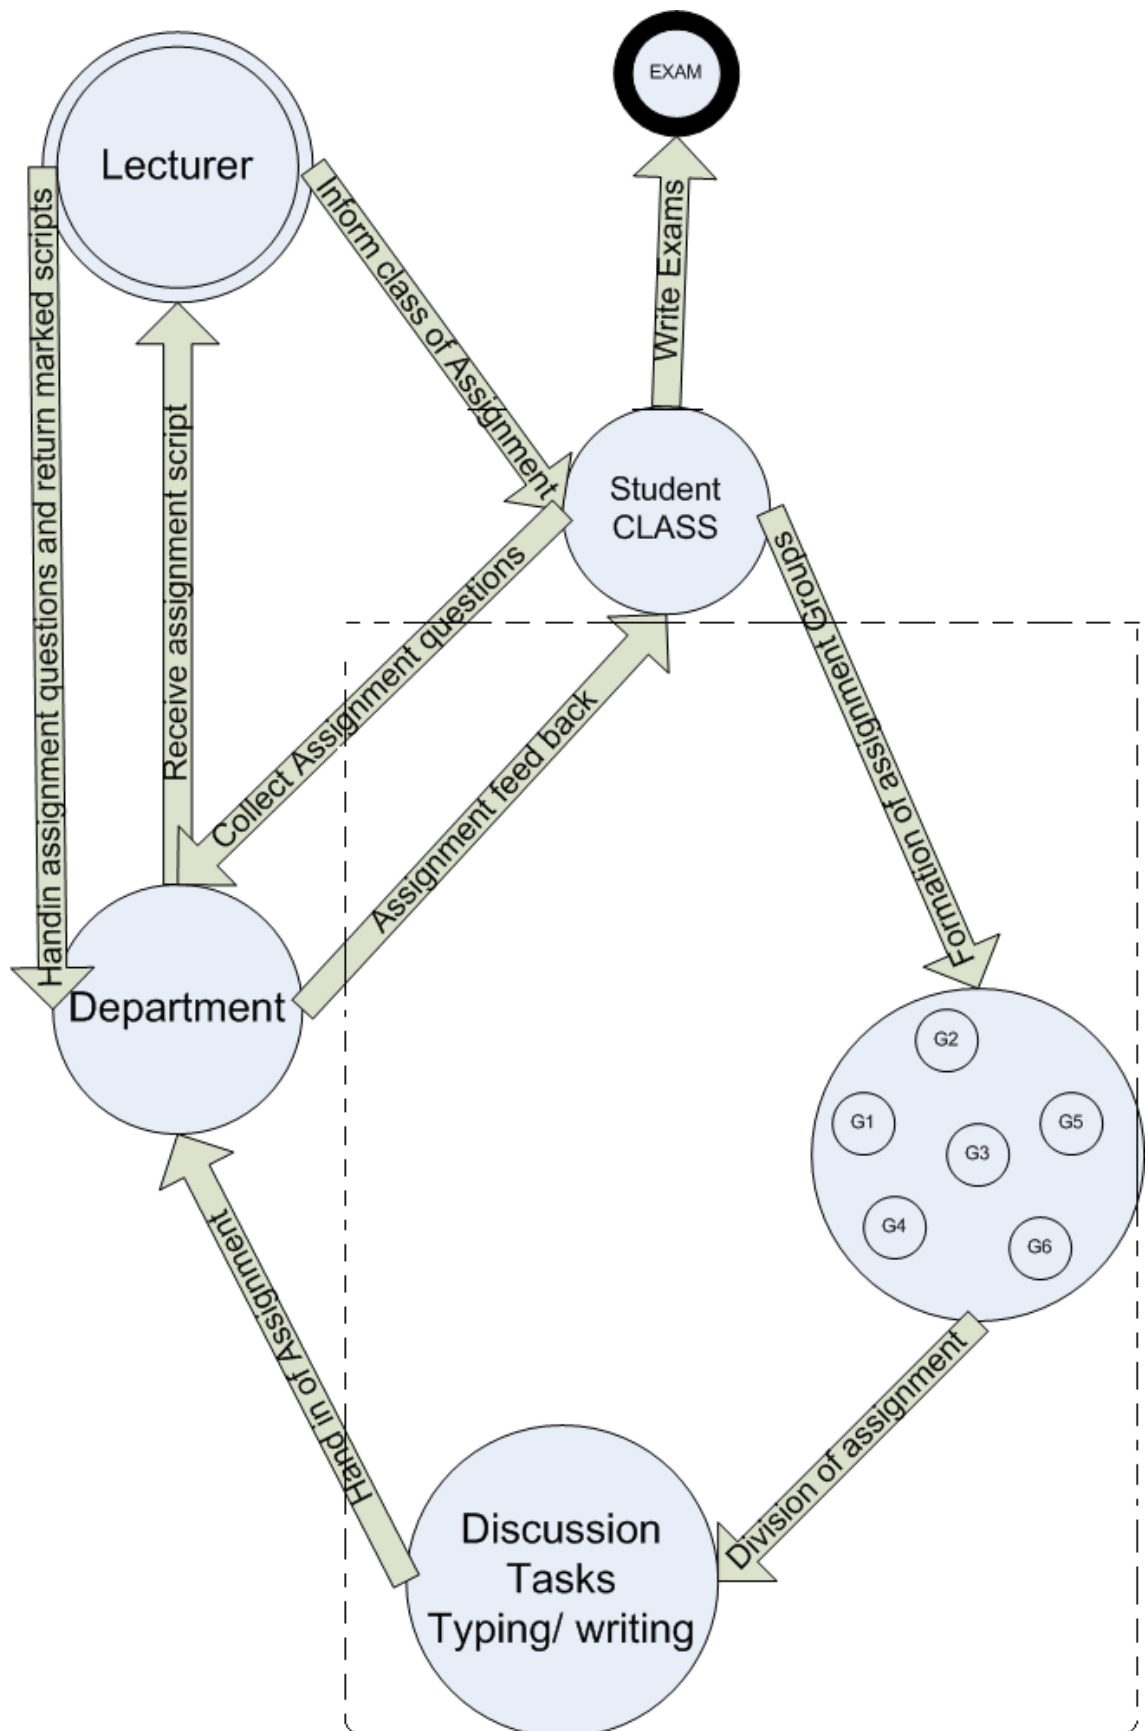 EXAM
Lecturer
Handin assignment questions and return marked scripts
Receive assignment script
Inform class of Assignment
Write Exams
Student
CLASS
Collect Assignment questions
Assignment feed back
Formation of assignment Groups
Department
G2
G1
G5
G3
G4
G6
Hand in of Assignment
Division of assignment
Discussion
Tasks
Typing/ writing